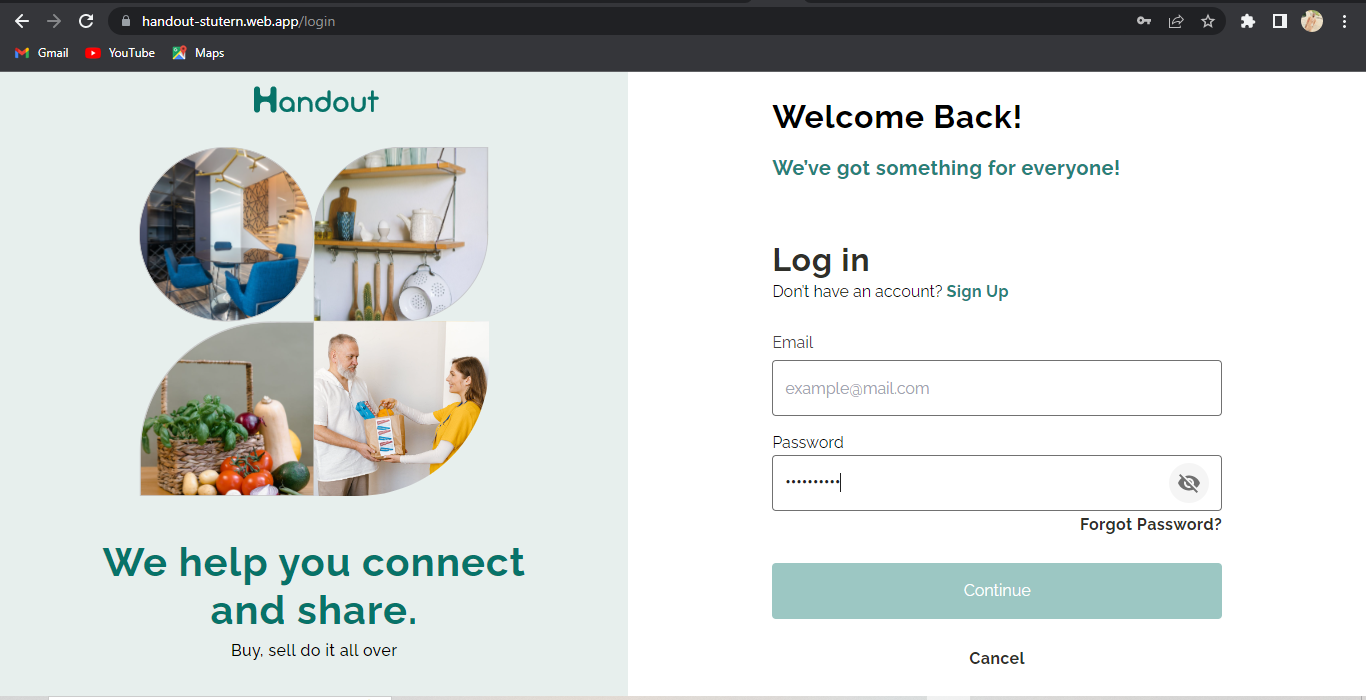 handout-stutern.web.app/login
Gmail
YouTube
Maps
Handout
We help you connect
and share.
Buy, sell do it all over
Welcome Back!
We've got something for everyone!
Log in
Don't have an account? Sign Up
Email
example@mail.com
Password
••••••••••
Forgot Password?
Continue
Cancel